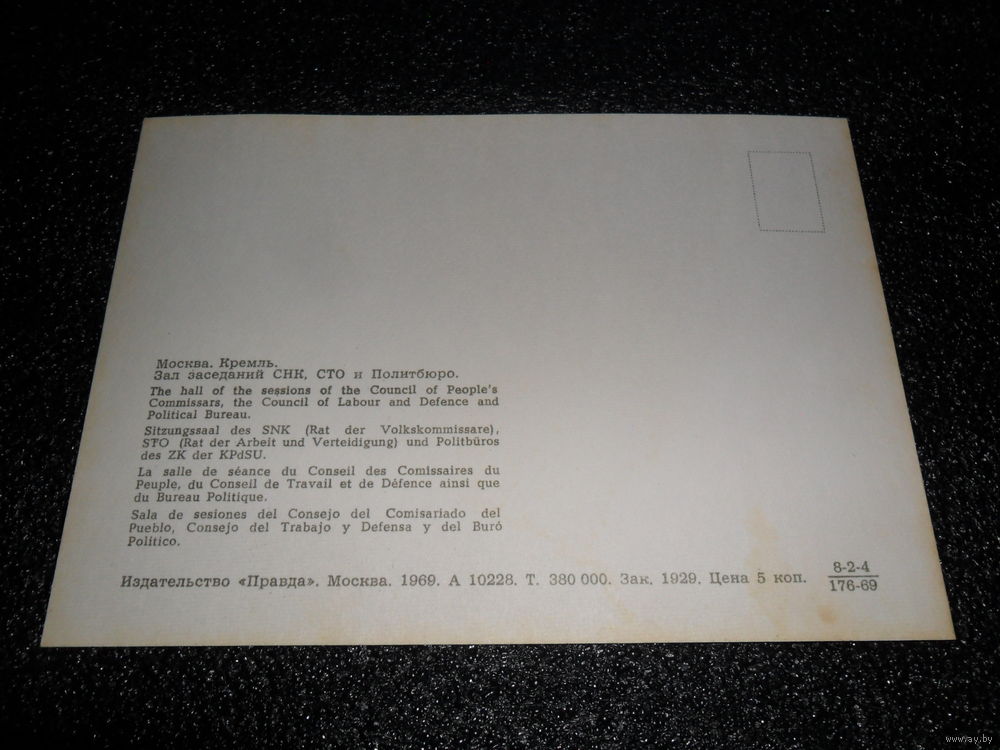 Москва. Кремль.
Зал заседаний СНК, СТО и Политбюро.
The hall of the sessions of the Council of People's
Commissars, the Council of Labour and Defence and
Political Bureau.
Sitzungssaal des SNK (Rat der Volkskommissare),
STO (Rat der Arbeit und Verteidigung) und Politbüros
des ZK der KPdSU.
La salle de séance du Conseil des Comissaires du
Peuple, du Conseil de Travail et de Défence ainsi que
du Bureau Politique.
Sala de sesiones del Consejo del Comisariado del
Pueblo, Consejo del Trabajo y Defensa y del Buró
Politico.
Издательство «Правда». Москва. 1969. А 10228. Т. 380 000. Зак. 1929. Цена 5 коп.
8-2-4
176-69
www.ay.by